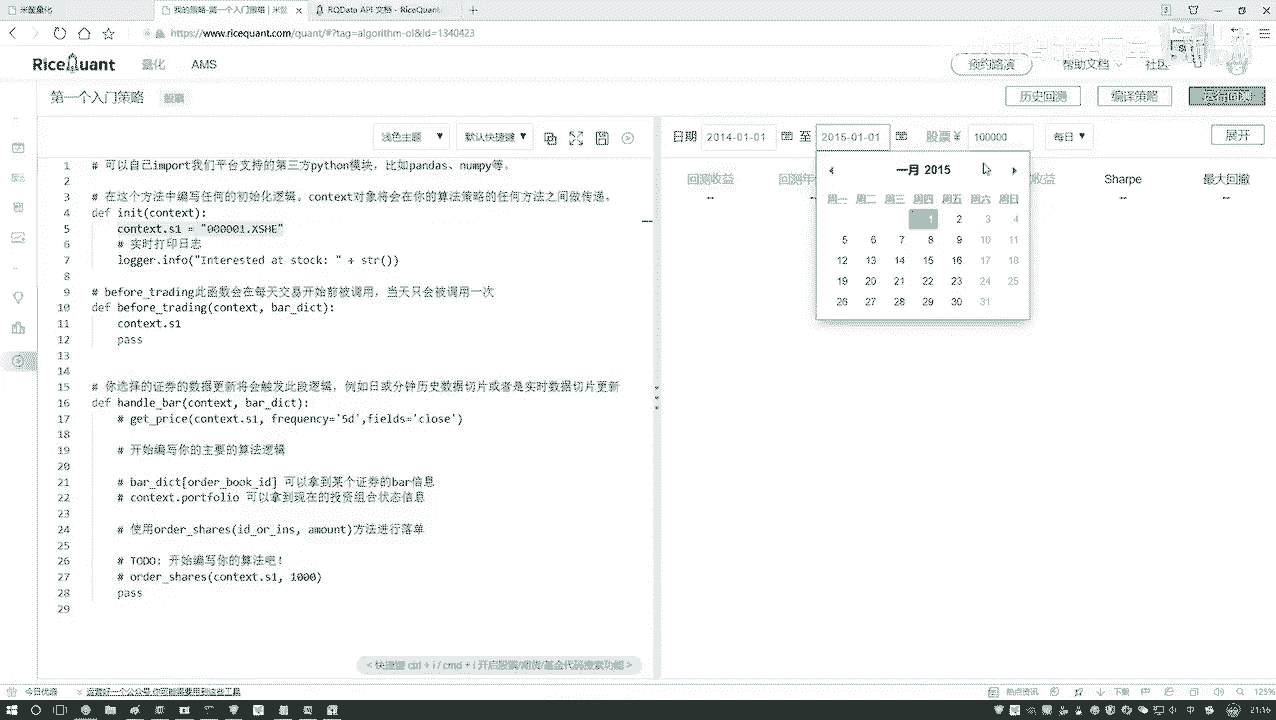 米筐量化
我的策略-第一个入门策略 | 米筐
RQData API 文档 - RiceQuant
https://www.ricequant.com/quant/#?tag=algorithm-ol&id=1340423
RiceQuant 量化 AMS
预约路演 帮助文档 社区
第一个入门策略 股票
历史回测 编译策略 运行回测
浅色主题 默认快捷键
日期 2014-01-01 至 2015-01-01 股票 ¥ 100000 每日 展开
1 可以自己import我们平台支持的第三方python模块，比如pandas、numpy等。
2
3 # 在这个方法中编写任何的初始化逻辑。context对象将会在你的算法策略的任何方法之间做传递。
4 def init(context):
5 context.s1 = "000001.XSHE"
6 # 实时打印日志
7 logger.info("Interested at stock: " + str())
8
9 # before_trading此函数会在每天交易开始前被调用，当天只会被调用一次
10 def before_trading(context, bar_dict):
11 context.s1
12 pass
13
14
15 # 你选择的证券的数据更新将会触发此段逻辑，例如日或分钟历史数据切片或者是实时数据切片更新
16 def handle_bar(context, bar_dict):
17 # get_price(context.s1, frequency='5d',fields='close')
18
19 # 开始编写你的主要的算法逻辑
20
21 # bar_dict[order_book_id] 可以拿到某个证券的bar信息
22 # context.portfolio 可以拿到现在的投资组合状态信息
23
24 # 使用order_shares(id_or_ins, amount)方法进行落单
25
26 # TODO: 开始编写你的算法吧！
27 # order_shares(context.s1, 1000)
28 pass
29
< 快捷键 ctrl + i / cmd + i 开启股票/期货/基金代码搜索功能 >
回测收益 回测年 收益 Sharpe 最大回撤
-- -- -- --
一月 2015
周一 周二 周三 周四 周五 周六 周日
1 2 3 4
5 6 7 8 9 10 11
12 13 14 15 16 17 18
19 20 21 22 23 24 25
26 27 28 29 30 31
今日优选
热点资讯 下载 125%
21:16